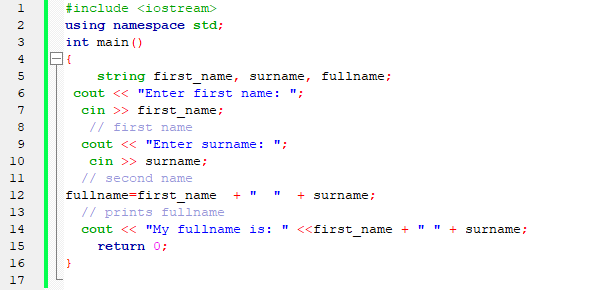 1 #include <iostream>
2 using namespace std;
3 int main()
4 {
5 string first_name, surname, fullname;
6 cout << "Enter first name: ";
7 cin >> first_name;
8 // first name
9 cout << "Enter surname: ";
10 cin >> surname;
11 // second name
12 fullname=first_name  + "  "  + surname;
13 // prints fullname
14 cout << "My fullname is: " <<first_name + " " + surname;
15 return 0;
16 }
17